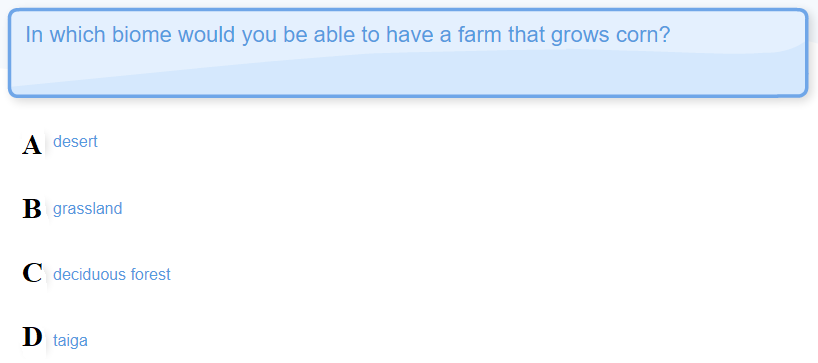 In which biome would you be able to have a farm that grows corn?
A desert
B grassland
C deciduous forest
D taiga